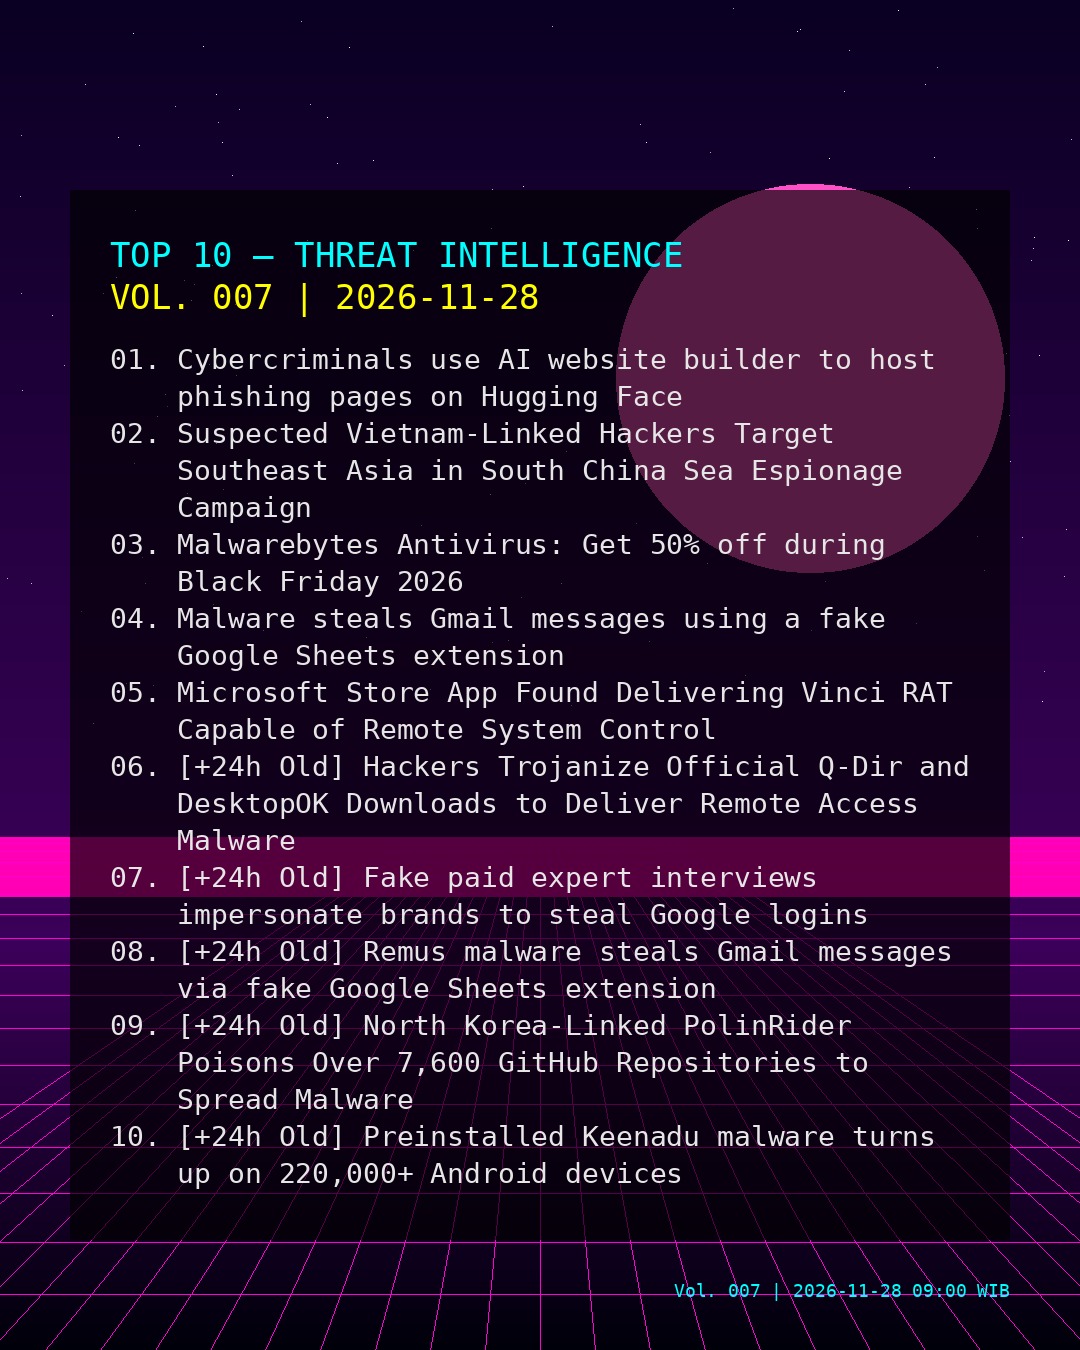 TOP 10 — THREAT INTELLIGENCE
VOL. 007 | 2026-11-28
01. Cybercriminals use AI website builder to host
phishing pages on Hugging Face
02. Suspected Vietnam-Linked Hackers Target
Southeast Asia in South China Sea Espionage
Campaign
03. Malwarebytes Antivirus: Get 50% off during
Black Friday 2026
04. Malware steals Gmail messages using a fake
Google Sheets extension
05. Microsoft Store App Found Delivering Vinci RAT
Capable of Remote System Control
06. [+24h Old] Hackers Trojanize Official Q-Dir and
DesktopOK Downloads to Deliver Remote Access
Malware
07. [+24h Old] Fake paid expert interviews
impersonate brands to steal Google logins
08. [+24h Old] Remus malware steals Gmail messages
via fake Google Sheets extension
09. [+24h Old] North Korea-Linked PolinRider
Poisons Over 7,600 GitHub Repositories to
Spread Malware
10. [+24h Old] Preinstalled Keenadu malware turns
up on 220,000+ Android devices
Vol. 007 | 2026-11-28 09:00 WIB